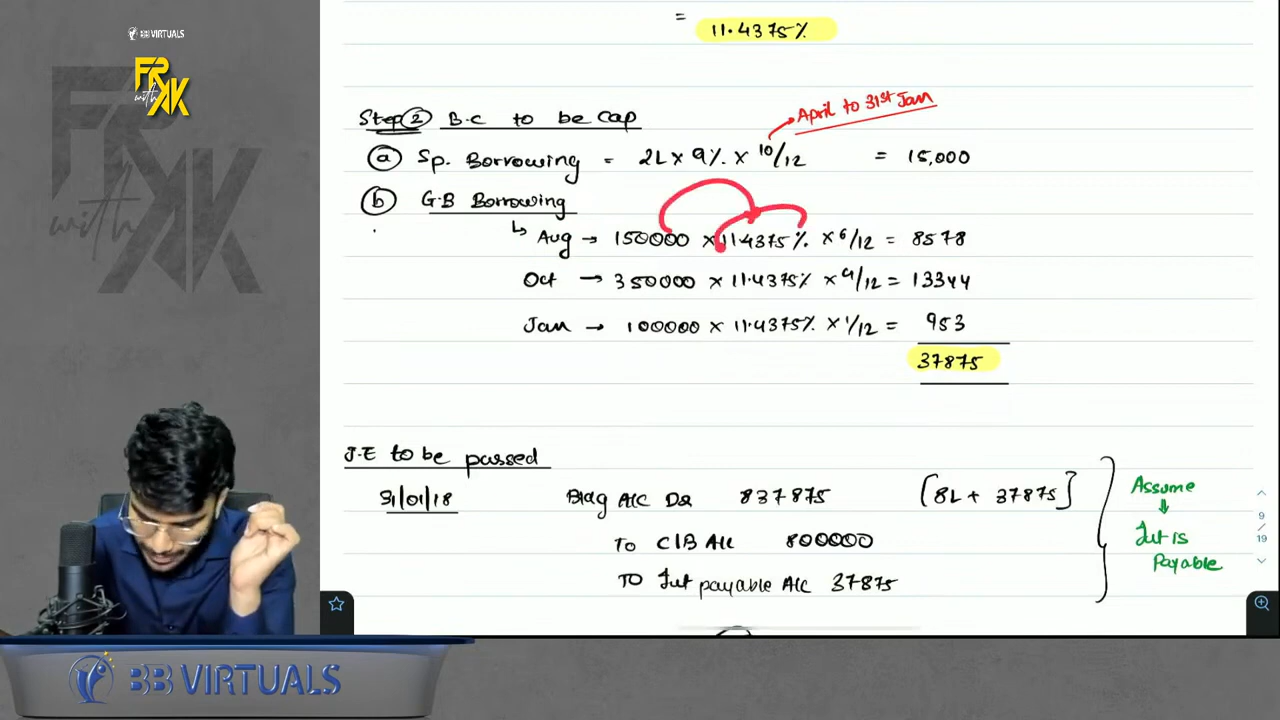 BB VIRTUALS
FR
with
AK
= 11.4375%
Step ② B.C to be Cap
April to 31st Jan
ⓐ Sp. Borrowing = 2L x 9% x 10/12 = 15,000
ⓑ G.B Borrowing
↳ Aug → 150000 x 11.4375% x 6/12 = 8578
Oct → 350000 x 11.4375% x 4/12 = 13344
Jan → 100000 x 11.4375% x 1/12 = 953
37875
J.E to be passed
31/01/18 Bldg A/C Dr 837875 [8L + 37875]
To C/B A/c 800000
TO Int payable A/C 37875
Assume
↓
Int is
Payable
9
/
19
BB VIRTUALS